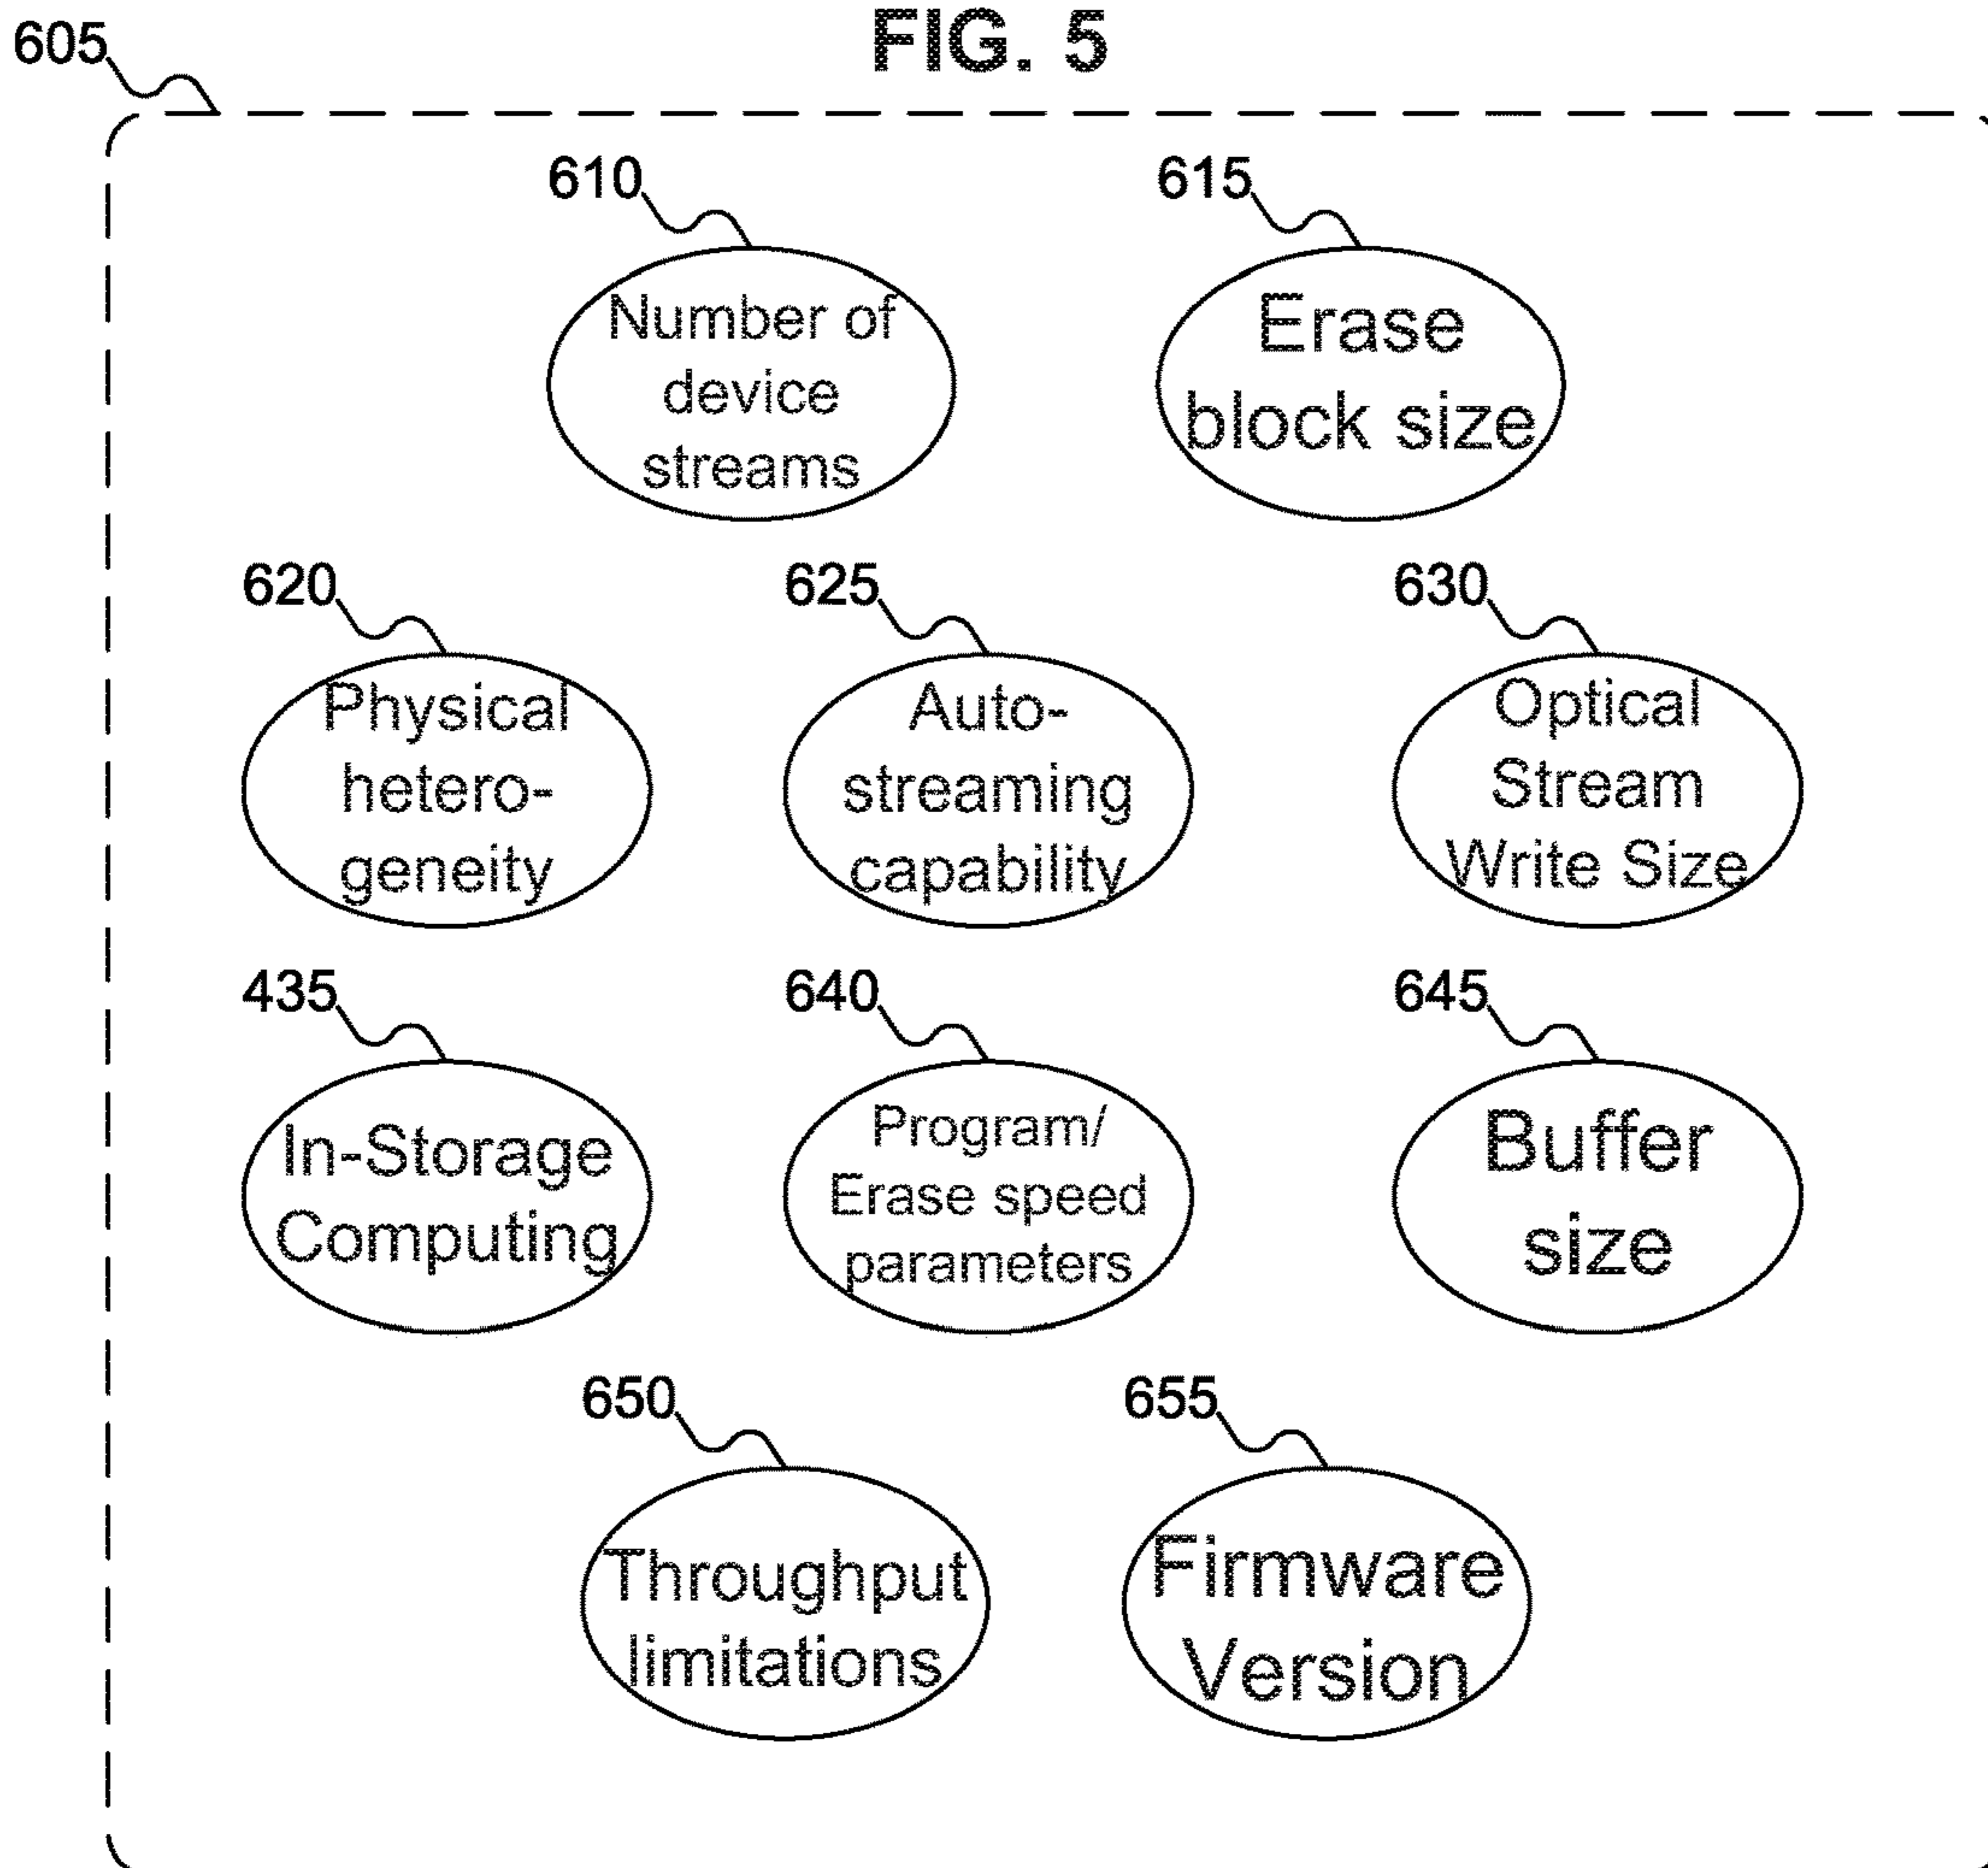 FIG. 5
605
610
615
Number of
device
streams
Erase
block size
620
625
630
Physical
hetero-
geneity
Auto-
streaming
capability
Optical
Stream
Write Size
435
640
645
In-Storage
Computing
Program/
Erase speed
parameters
Buffer
size
650
655
Throughput
limitations
Firmware
Version